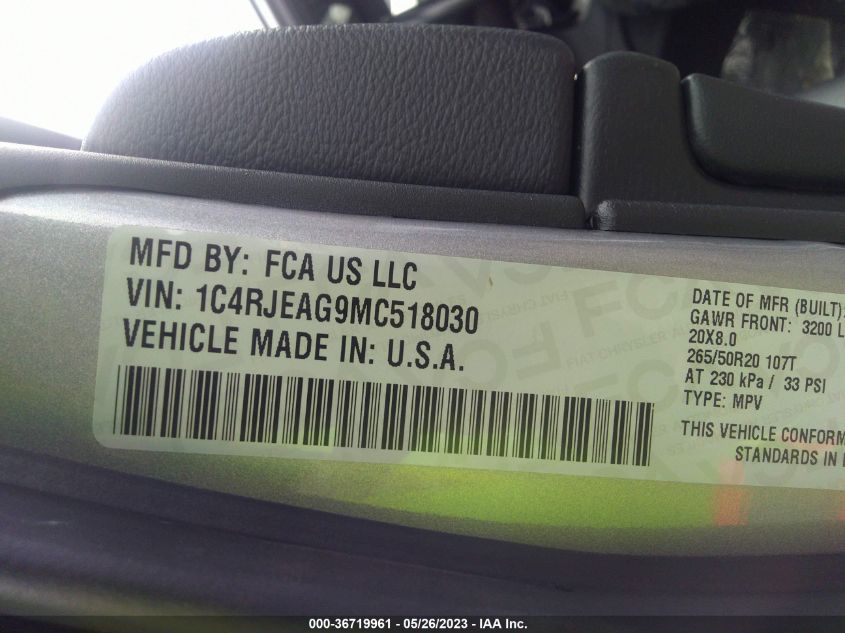 MFD BY: FCA US LLC
VIN: 1C4RJEAG9MC518030
VEHICLE MADE IN: U.S.A.
DATE OF MFR (BUILT):
GAWR FRONT: 3200 L
20X8.0
265/50R20 107T
AT 230 kPa / 33 PSI
TYPE: MPV
THIS VEHICLE CONFORM
STANDARDS IN
000-36719961 - 05/26/2023 - IAA Inc.